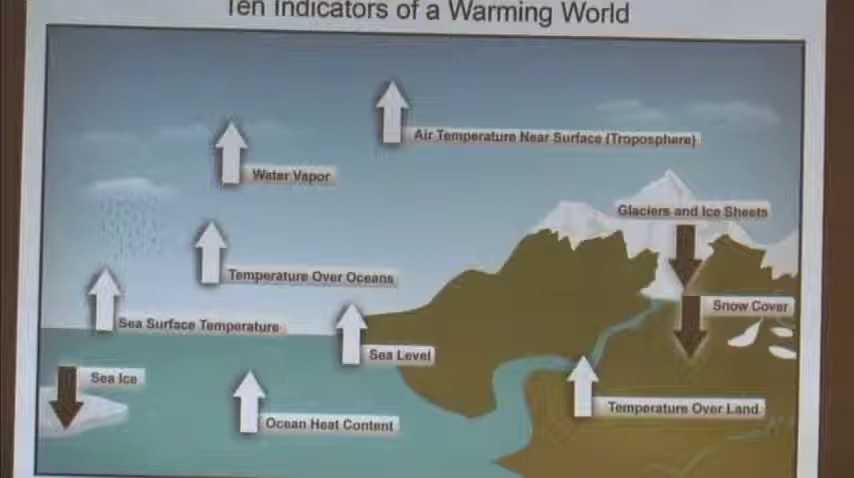 Ten Indicators of a Warming World
Air Temperature Near Surface (Troposphere)
Water Vapor
Glaciers and Ice Sheets
Temperature Over Oceans
Snow Cover
Sea Surface Temperature
Sea Level
Sea Ice
Temperature Over Land
Ocean Heat Content